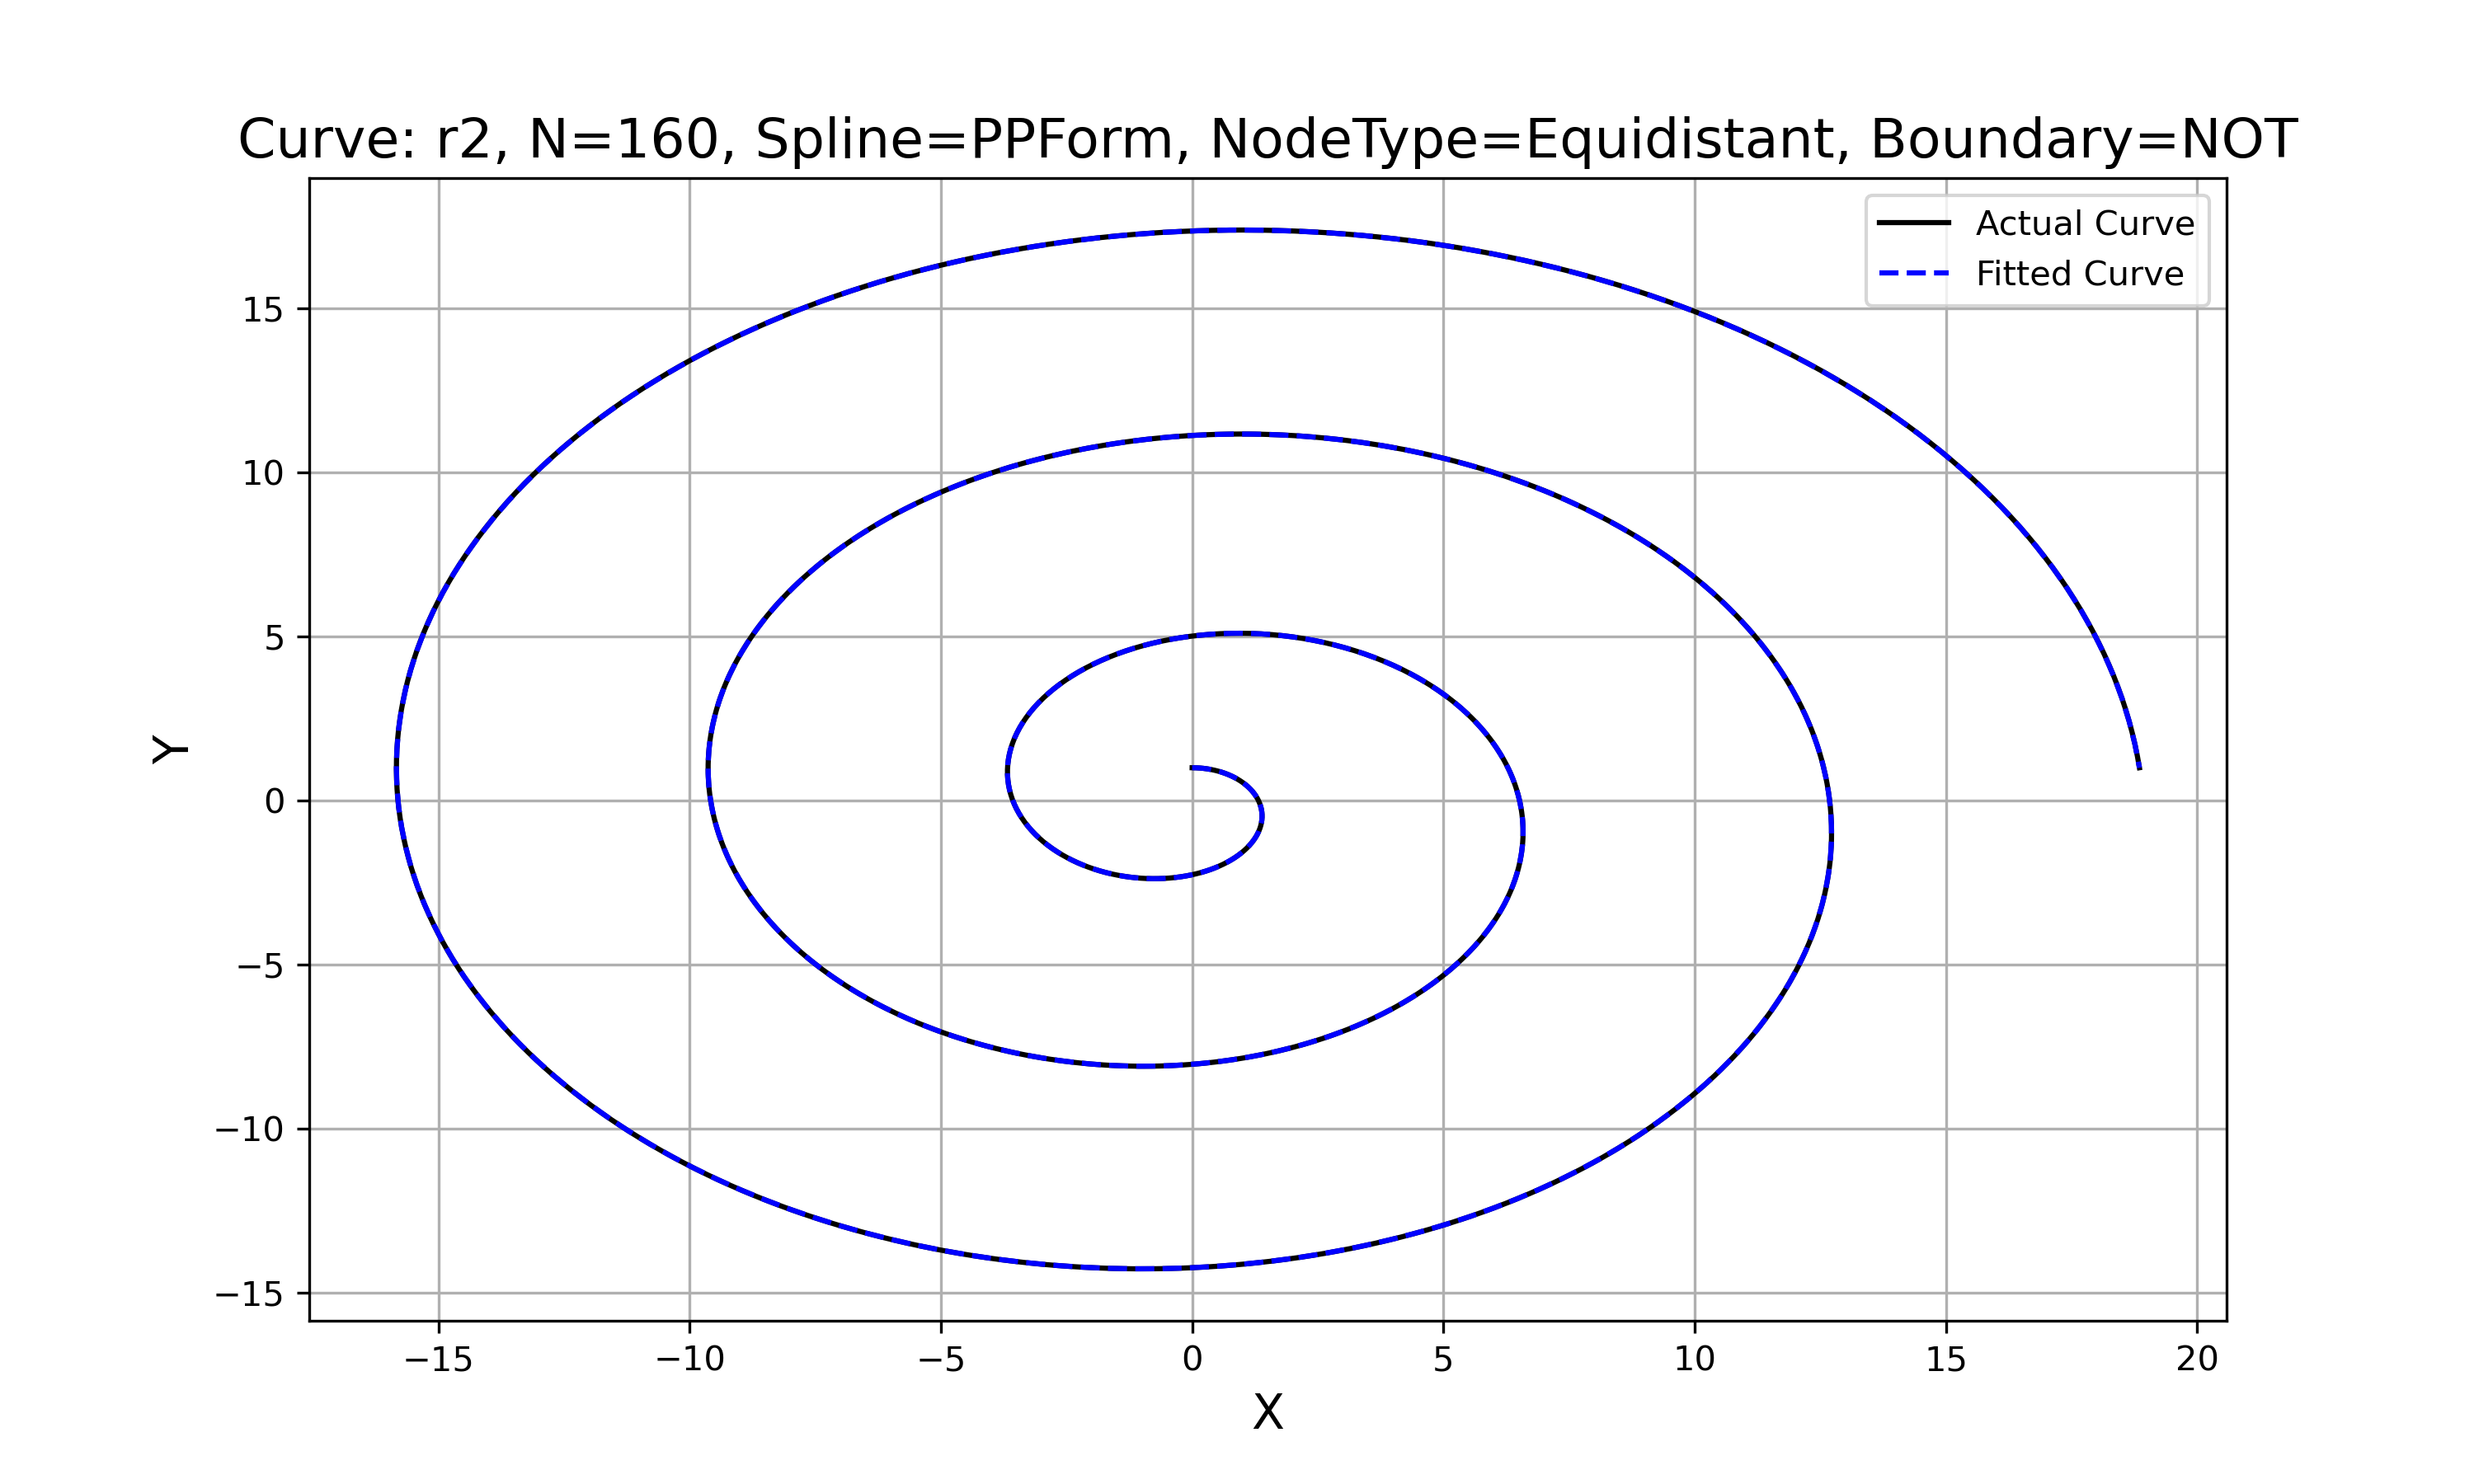 Curve: r2, N=160, Spline=PPForm, NodeType=Equidistant, Boundary=NOT
Actual Curve
Fitted Curve
15
10
5
0
−5
−10
−15
Y
−15 −10 −5 0 5 10 15 20
X